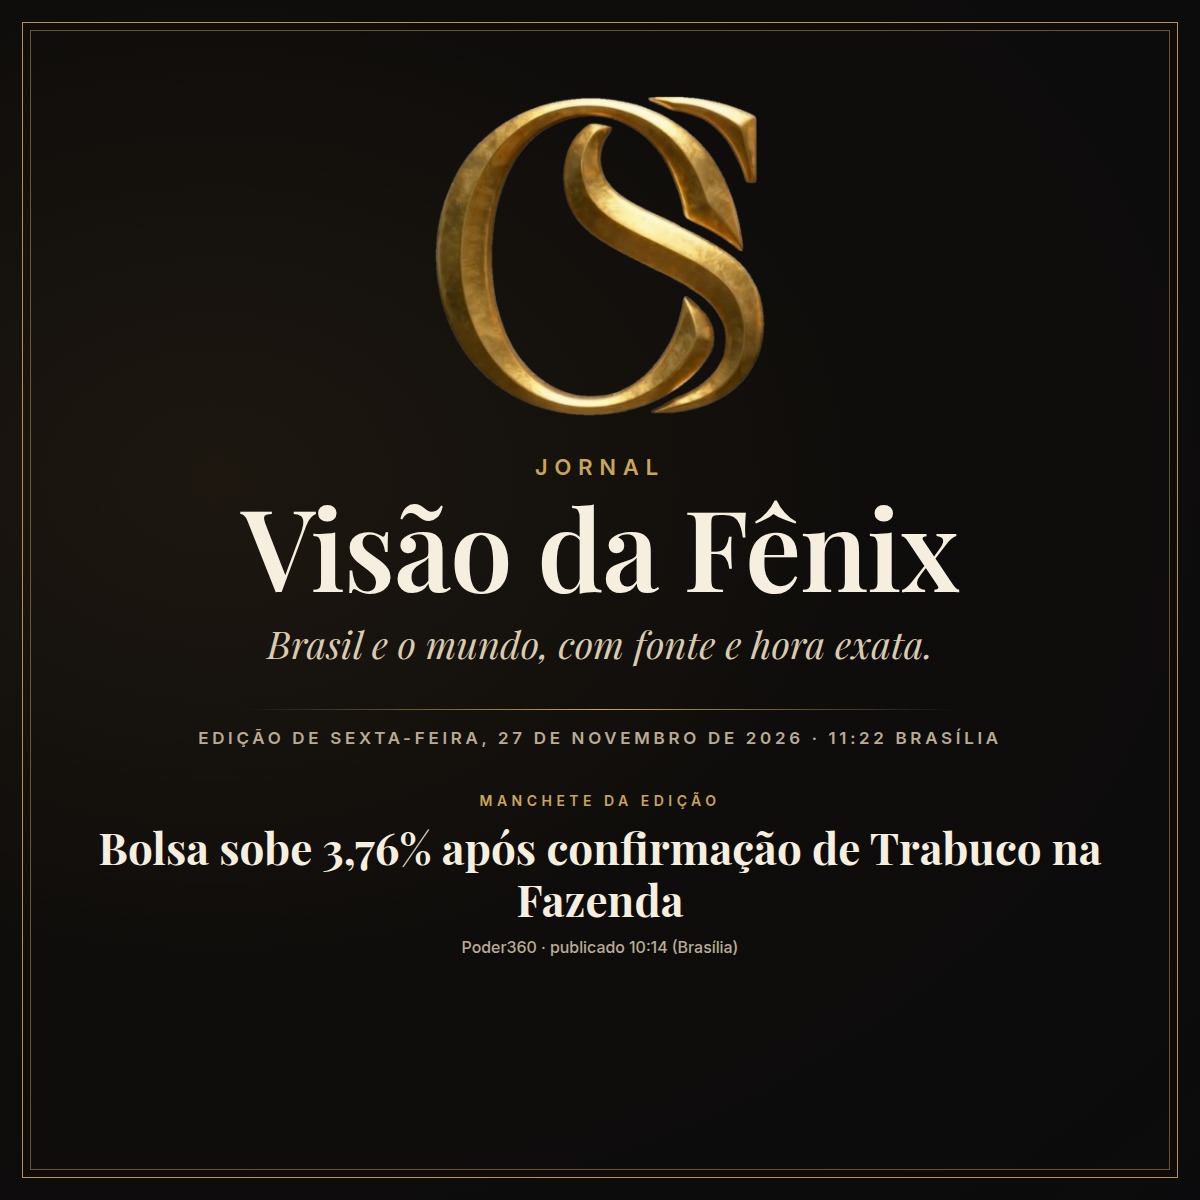 CS
JORNAL
Visão da Fênix
Brasil e o mundo, com fonte e hora exata.
EDIÇÃO DE SEXTA-FEIRA, 27 DE NOVEMBRO DE 2026 · 11:22 BRASÍLIA
MANCHETE DA EDIÇÃO
Bolsa sobe 3,76% após confirmação de Trabuco na
Fazenda
Poder360 · publicado 10:14 (Brasília)